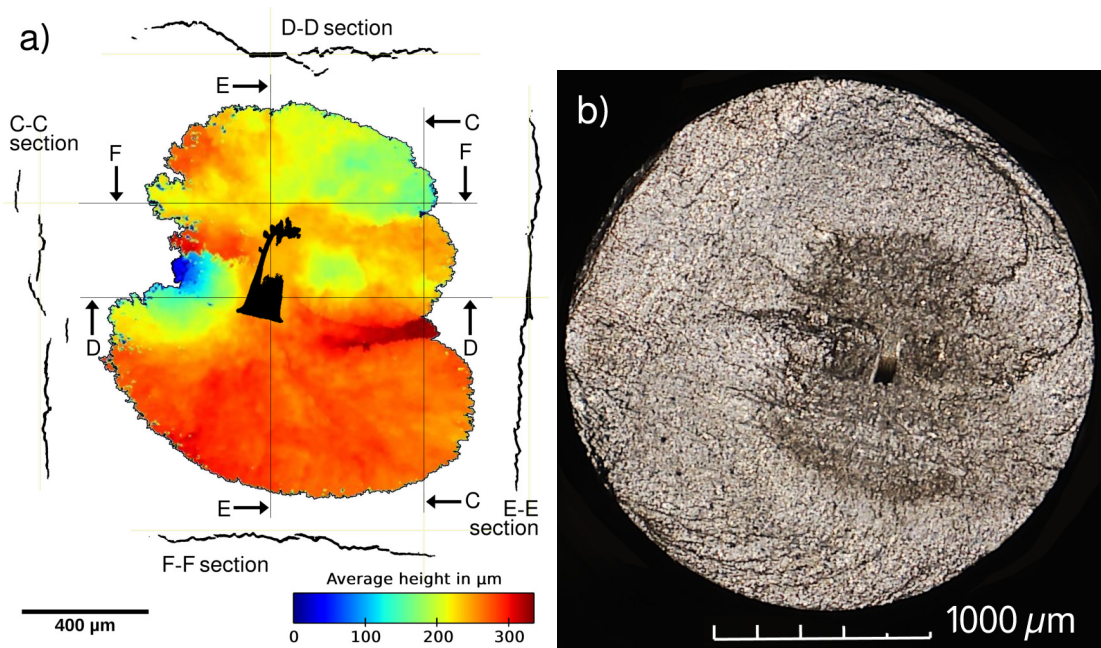 a)
D-D section
E
C-C
section
C
F
F
D
D
E
C
E-E
section
F-F section
Average height in µm
0 100 200 300
400 µm
b)
1000 µm